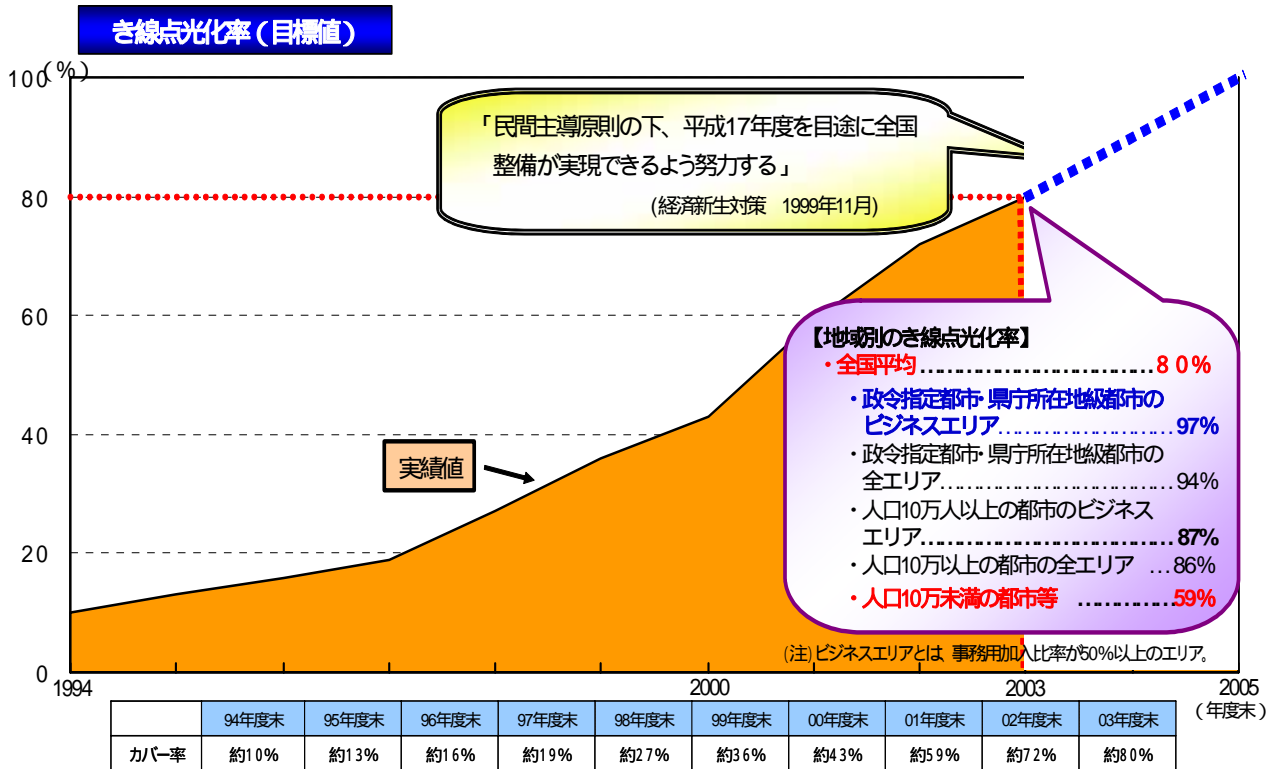 き線点光化率(目標値)
(%)
100
80
60
40
20
0
「民間主導原則の下、平成17年度を目途に全国
整備が実現できるよう努力する」
(経済新生対策 1999年11月)
実績値
【地域別のき線点光化率】
・全国平均………………………………80%
・政令指定都市・県庁所在地級都市の
ビジネスエリア…………………………97%
・政令指定都市・県庁所在地級都市の
全エリア…………………………………94%
・人口10万人以上の都市のビジネス
エリア……………………………………87%
・人口10万以上の都市の全エリア …86%
・人口10万未満の都市等 ……………59%
(注)ビジネスエリアとは、事務用加入比率が50%以上のエリア。
1994 2000 2003 2005
(年度末)
94年度末 95年度末 96年度末 97年度末 98年度末 99年度末 00年度末 01年度末 02年度末 03年度末
カバー率 約10% 約13% 約16% 約19% 約27% 約36% 約43% 約59% 約72% 約80%